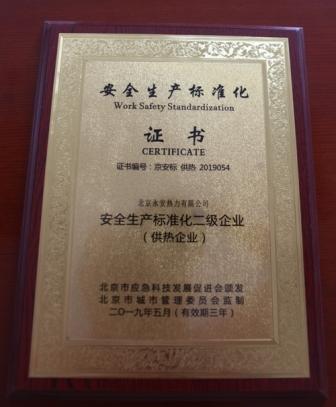 安全生产标准化
Work Safety Standardization
证 书
CERTIFICATE
证书编号：京安标 供热 2019054
北京永安热力有限公司
安全生产标准化二级企业
（供热企业）
北京市应急科技发展促进会颁发
北京市城市管理委员会监制
二〇一九年五月（有效期三年）